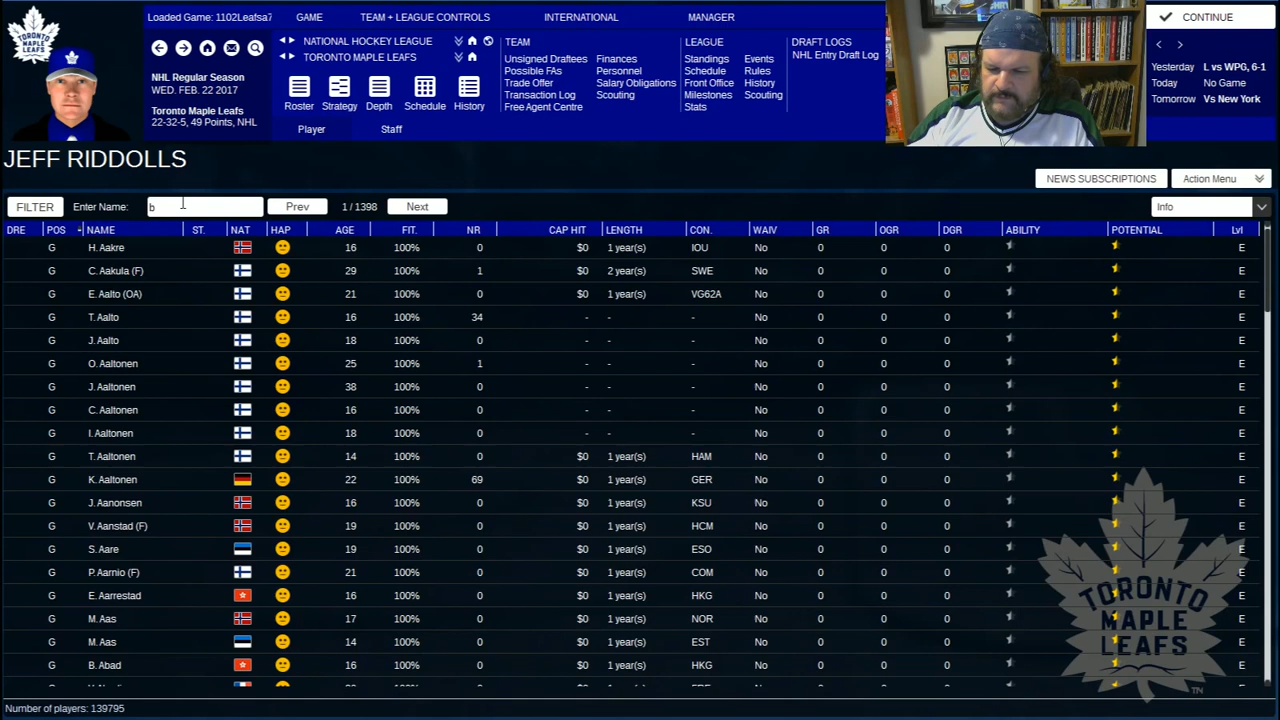 Loaded Game: 1102Leafsa7
GAME TEAM + LEAGUE CONTROLS INTERNATIONAL MANAGER
CONTINUE
NATIONAL HOCKEY LEAGUE
TORONTO MAPLE LEAFS
NHL Regular Season
WED. FEB. 22 2017
Toronto Maple Leafs
22-32-5, 49 Points, NHL
Roster Strategy Depth Schedule History
Player Staff
TEAM
Unsigned Draftees Finances
Possible FAs Personnel
Trade Offer Salary Obligations
Transaction Log Scouting
Free Agent Centre
LEAGUE
Standings Events
Schedule Rules
Front Office History
Milestones Scouting
Stats
DRAFT LOGS
NHL Entry Draft Log
Yesterday L vs WPG, 6-1
Today No Game
Tomorrow Vs New York
TORONTO MAPLE LEAFS
JEFF RIDDOLLS
NEWS SUBSCRIPTIONS Action Menu
FILTER Enter Name: b Prev 1 / 1398 Next Info
DRE POS NAME ST. NAT HAP AGE FIT. NR CAP HIT LENGTH CON. WAIV GR OGR DGR ABILITY POTENTIAL Lvl
G H. Aakre 16 100% 0 $0 1 year(s) IOU No 0 0 0 E
G C. Aakula (F) 29 100% 1 $0 2 year(s) SWE No 0 0 0 E
G E. Aalto (OA) 21 100% 0 $0 1 year(s) VG62A No 0 0 0 E
G T. Aalto 16 100% 34 - - - No 0 0 0 E
G J. Aalto 18 100% 0 - - - No 0 0 0 E
G O. Aaltonen 25 100% 1 - - - No 0 0 0 E
G J. Aaltonen 38 100% 0 - - - No 0 0 0 E
G C. Aaltonen 16 100% 0 - - - No 0 0 0 E
G I. Aaltonen 18 100% 0 - - - No 0 0 0 E
G T. Aaltonen 14 100% 0 $0 1 year(s) HAM No 0 0 0 E
G K. Aaltonen 22 100% 69 $0 1 year(s) GER No 0 0 0 E
G J. Aanonsen 16 100% 0 $0 1 year(s) KSU No 0 0 0 E
G V. Aanstad (F) 19 100% 0 $0 1 year(s) HCM No 0 0 0 E
G S. Aare 19 100% 0 $0 1 year(s) ESO No 0 0 0 E
G P. Aarnio (F) 21 100% 0 $0 1 year(s) COM No 0 0 0 E
G E. Aarrestad 16 100% 0 $0 1 year(s) HKG No 0 0 0 E
G M. Aas 17 100% 0 $0 1 year(s) NOR No 0 0 0 E
G M. Aas 14 100% 0 $0 1 year(s) EST No 0 0 0 E
G B. Abad 16 100% 0 $0 1 year(s) HKG No 0 0 0 E
TORONTO
MAPLE
LEAFS
TM
Number of players: 139795